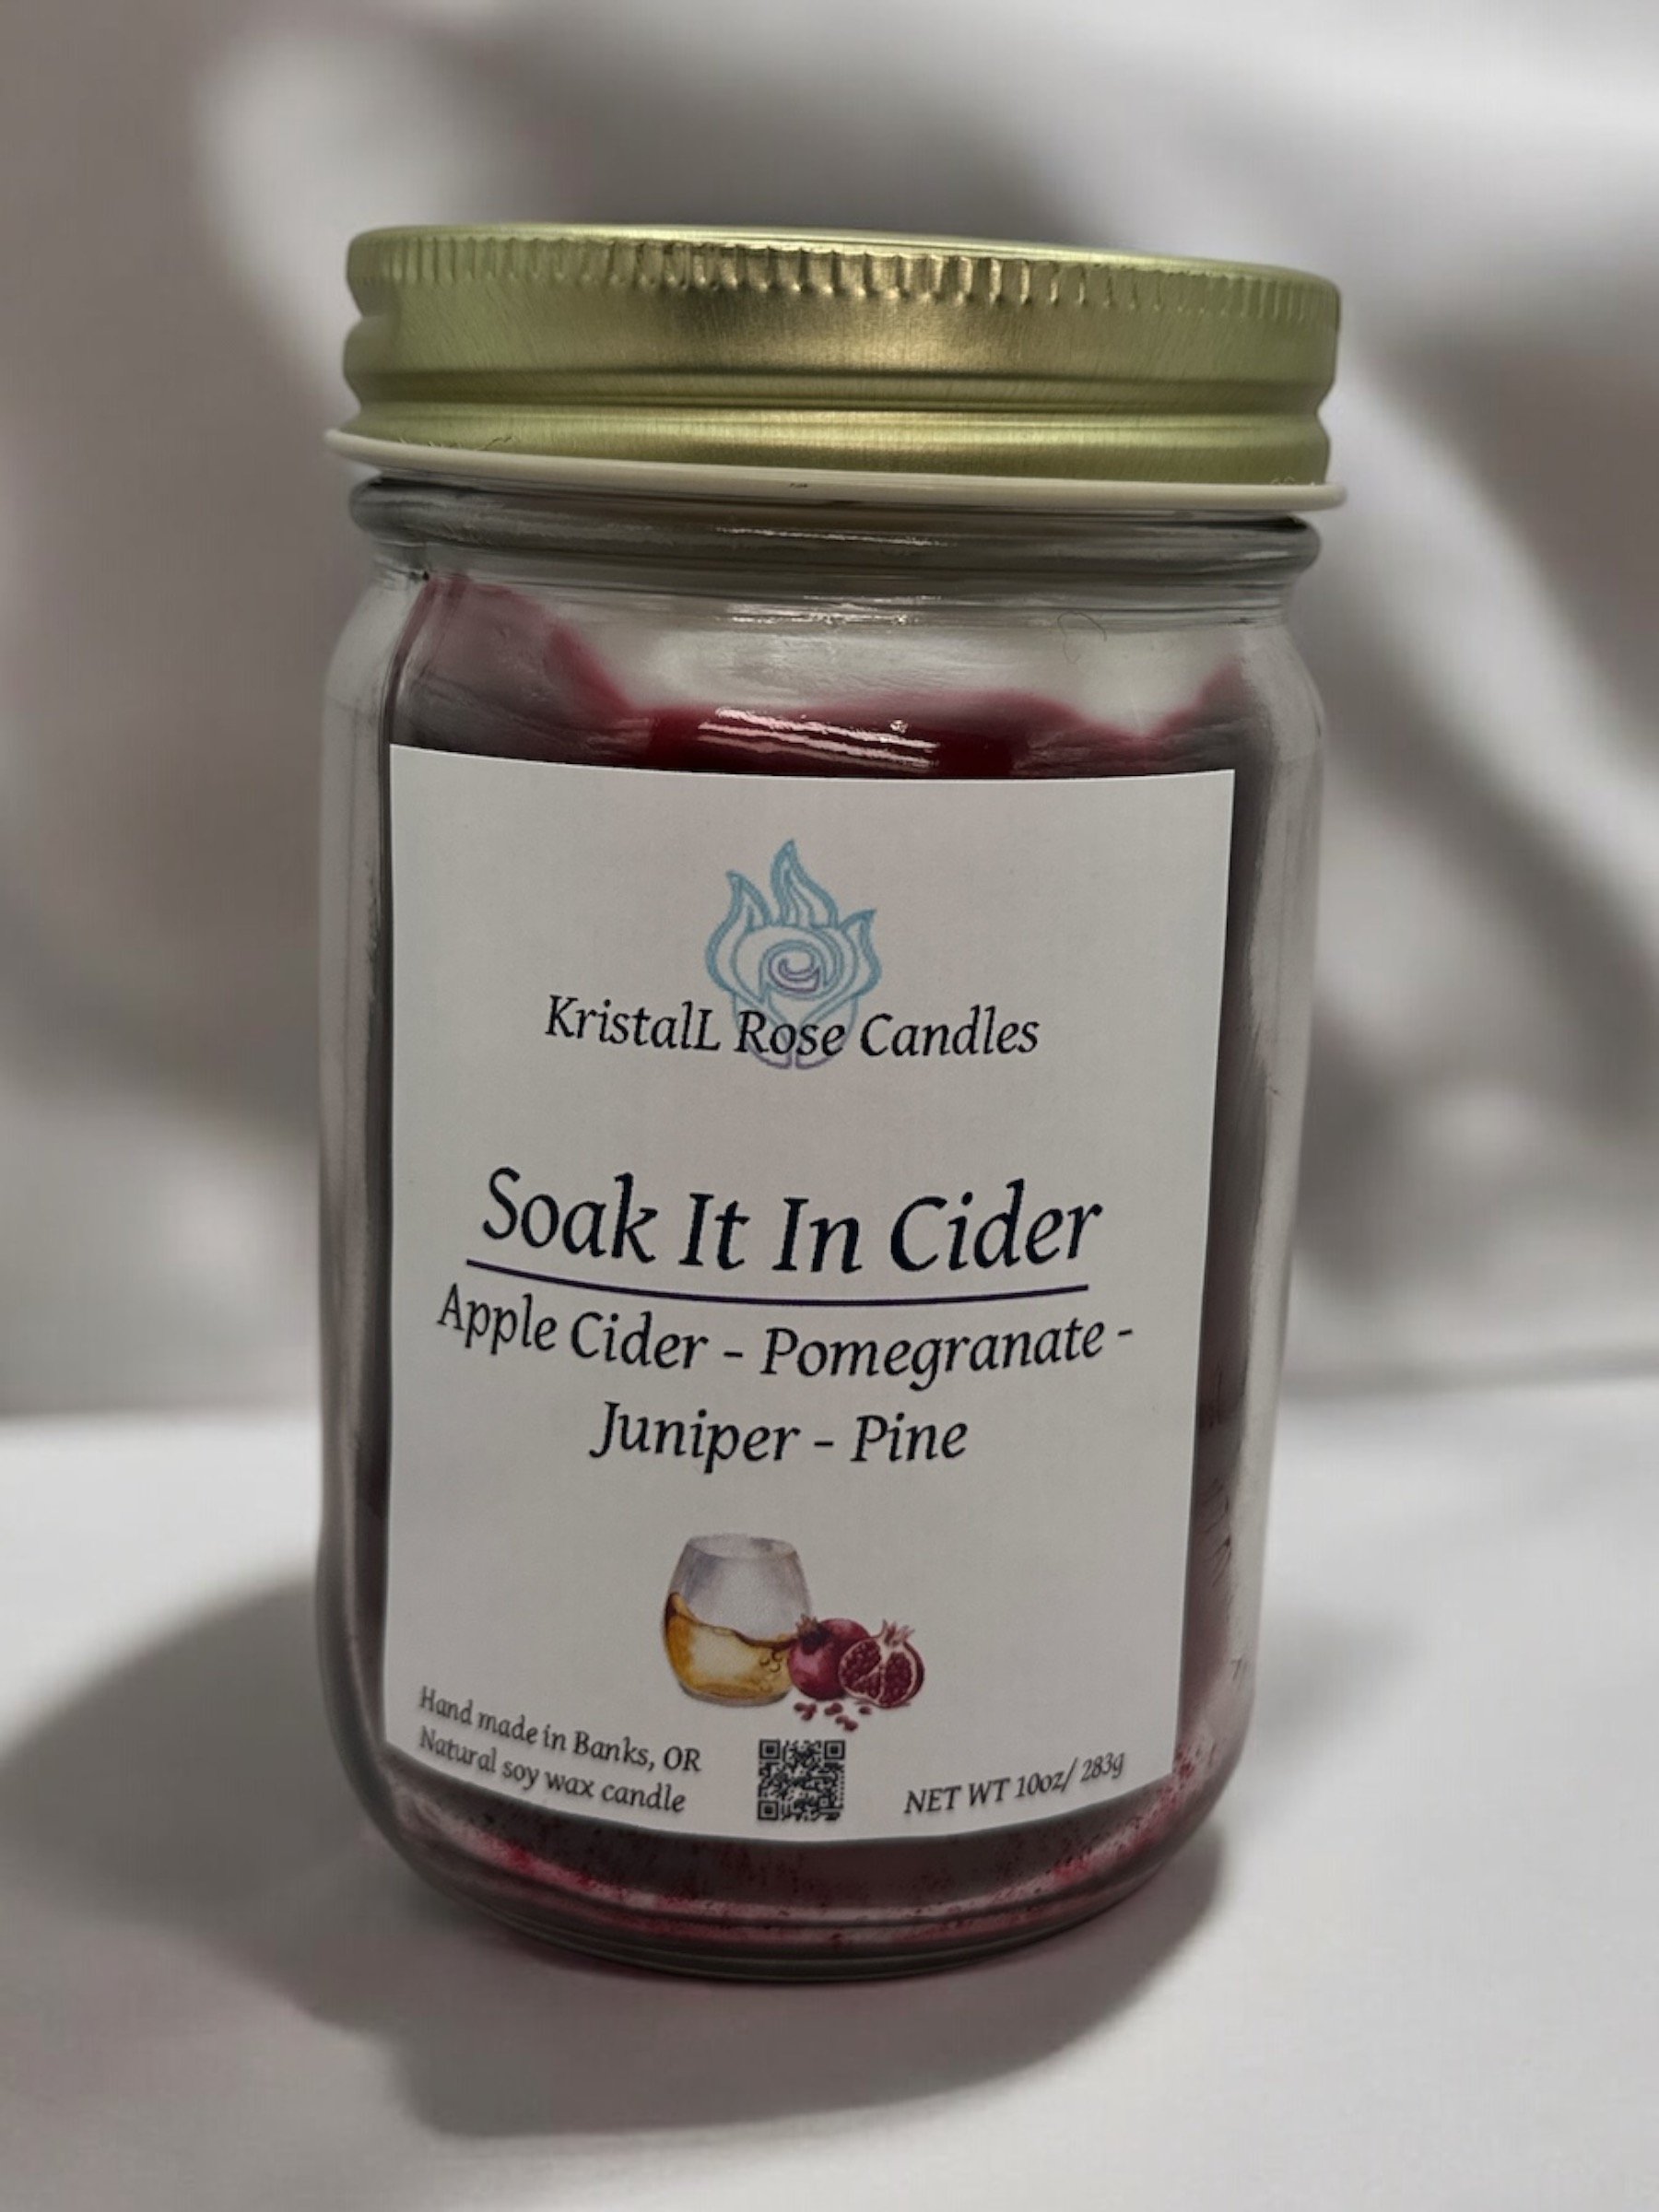 KristalL Rose Candles
Soak It In Cider
Apple Cider - Pomegranate -
Juniper - Pine
Hand made in Banks, OR
Natural soy wax candle
NET WT 10oz/ 283g